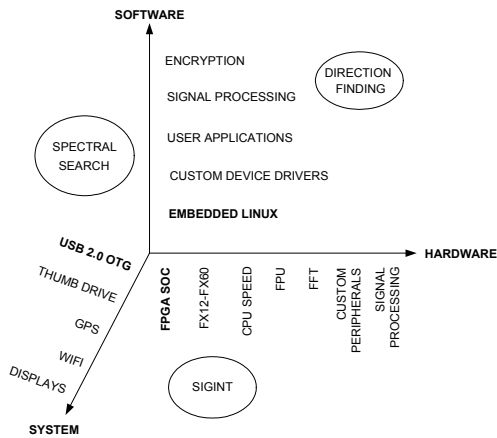 SOFTWARE
ENCRYPTION
DIRECTION
FINDING
SIGNAL PROCESSING
SPECTRAL
SEARCH
USER APPLICATIONS
CUSTOM DEVICE DRIVERS
EMBEDDED LINUX
HARDWARE
USB 2.0 OTG
THUMB DRIVE
GPS
WIFI
DISPLAYS
SYSTEM
FPGA SOC
FX12-FX60
CPU SPEED
FPU
FFT
CUSTOM
PERIPHERALS
SIGNAL
PROCESSING
SIGINT